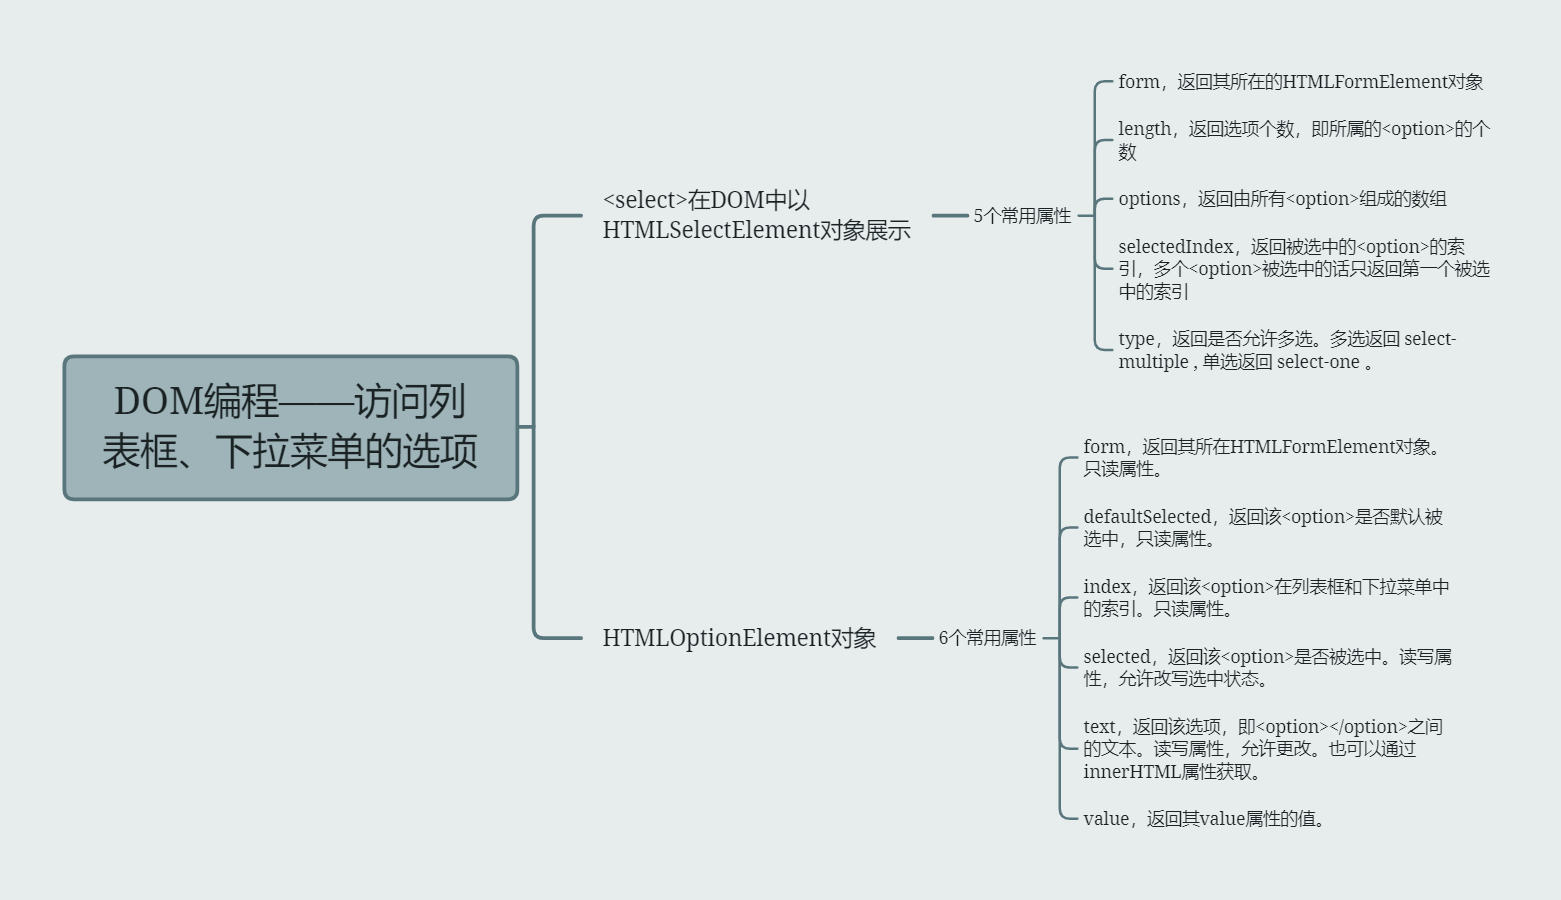 DOM编程——访问列
表框、下拉菜单的选项
<select>在DOM中以
HTMLSelectElement对象展示
5个常用属性
form，返回其所在的HTMLFormElement对象
length，返回选项个数，即所属的<option>的个
数
options，返回由所有<option>组成的数组
selectedIndex，返回被选中的<option>的索
引，多个<option>被选中的话只返回第一个被选
中的索引
type，返回是否允许多选。多选返回 select-
multiple , 单选返回 select-one 。
HTMLOptionElement对象
6个常用属性
form，返回其所在HTMLFormElement对象。
只读属性。
defaultSelected，返回该<option>是否默认被
选中，只读属性。
index，返回该<option>在列表框和下拉菜单中
的索引。只读属性。
selected，返回该<option>是否被选中。读写属
性，允许改写选中状态。
text，返回该选项，即<option></option>之间
的文本。读写属性，允许更改。也可以通过
innerHTML属性获取。
value，返回其value属性的值。